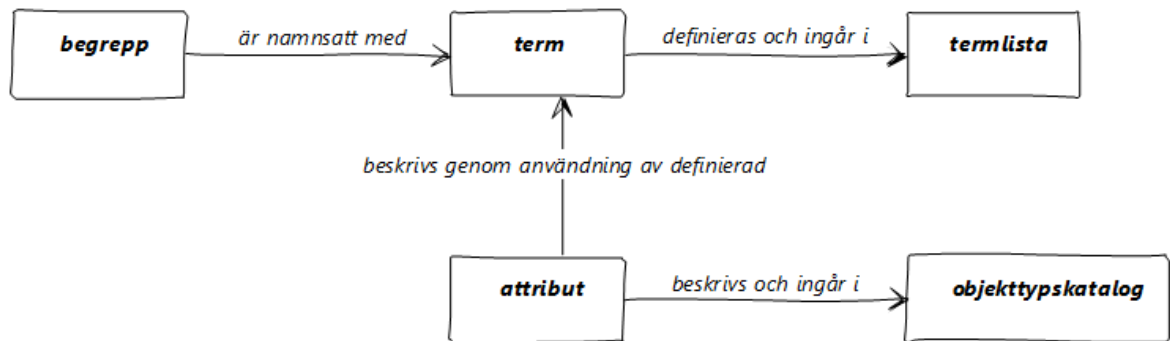 begrepp
är namnsatt med
term
definieras och ingår i
termlista
beskrivs genom användning av definierad
attribut
beskrivs och ingår i
objekttypskatalog